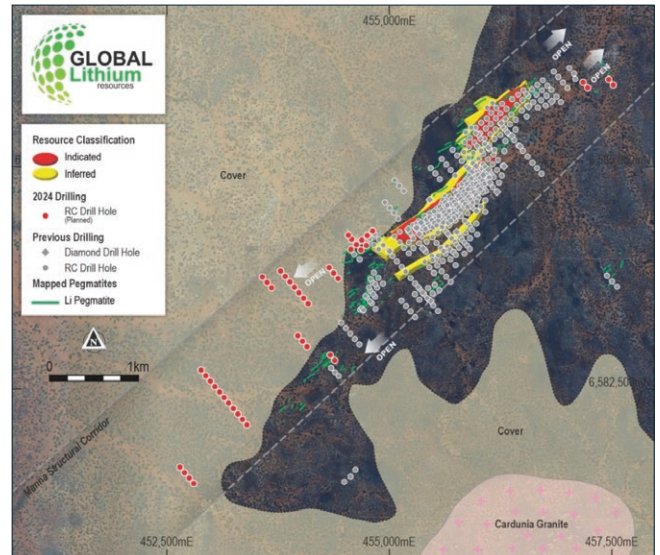 GLOBAL
Lithium
resources
Resource Classification
Indicated
Inferred
2024 Drilling
RC Drill Hole
(Planned)
Previous Drilling
Diamond Drill Hole
RC Drill Hole
Mapped Pegmatites
Li Pegmatite
N
0 1km
455,000mE
OPEN
OPEN
Cover
OPEN
OPEN
6,582,500m
Manna Structural Corridor
Cover
Cardunia Granite
452,500mE 455,000mE 457,500mE